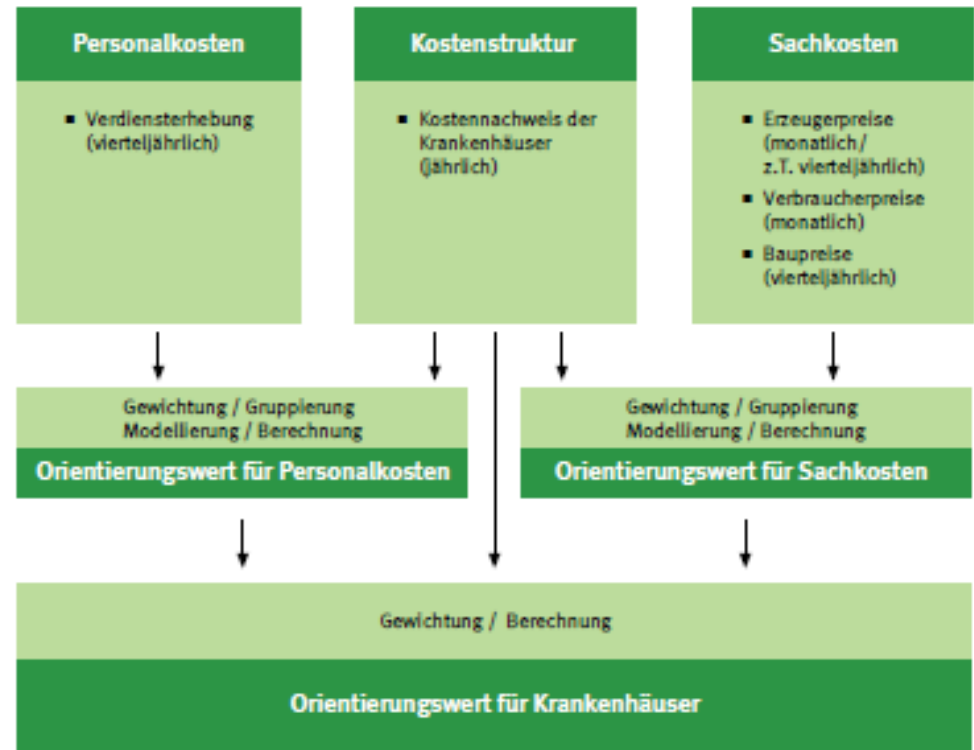 Personalkosten
▪ Verdiensterhebung
(vierteljährlich)
Kostenstruktur
▪ Kostennachweis der
Krankenhäuser
(jährlich)
Sachkosten
▪ Erzeugerpreise
(monatlich/
z.T. vierteljährlich)
▪ Verbraucherpreise
(monatlich)
▪ Baupreise
(vierteljährlich)
Gewichtung / Gruppierung
Modellierung / Berechnung
Orientierungswert für Personalkosten
Gewichtung / Gruppierung
Modellierung / Berechnung
Orientierungswert für Sachkosten
Gewichtung / Berechnung
Orientierungswert für Krankenhäuser